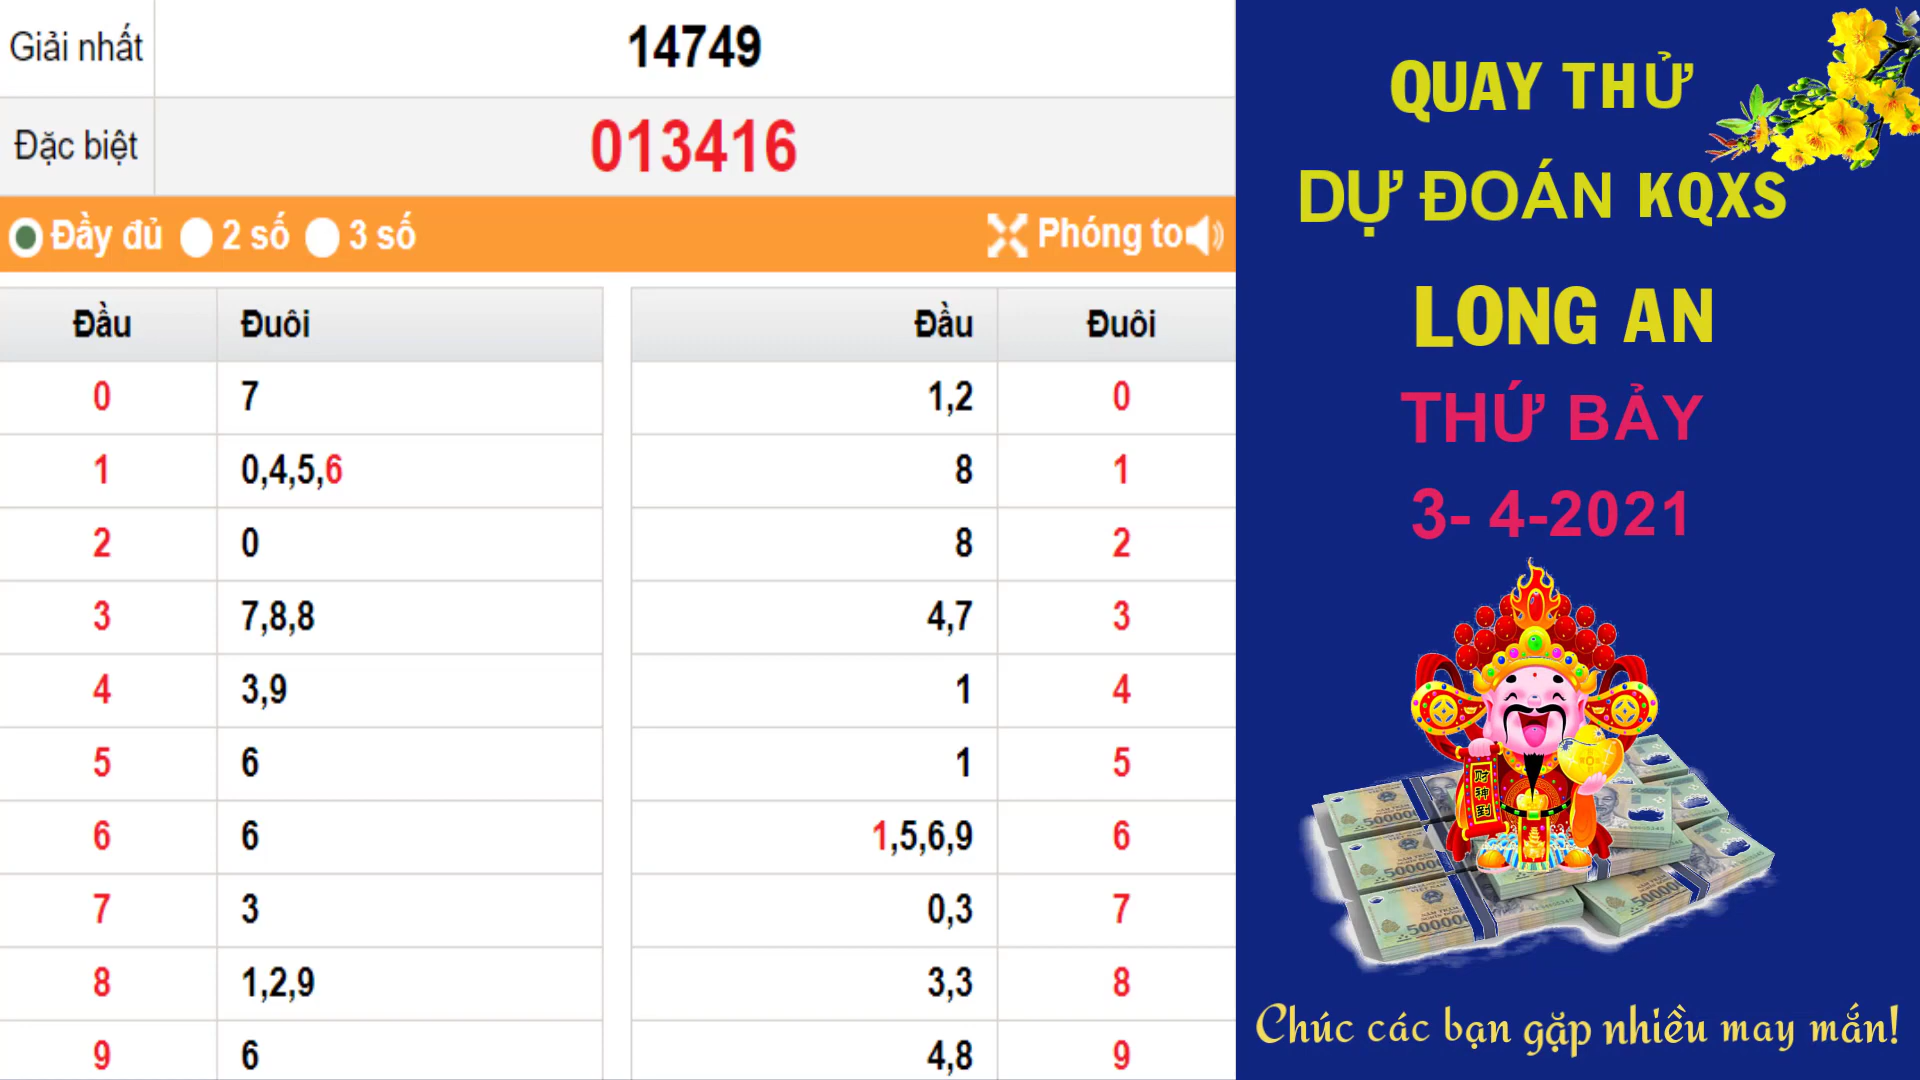 Giải nhất 14749
Đặc biệt 013416
Đầy đủ 2 số 3 số Phóng to
Đầu Đuôi Đầu Đuôi
0 7 1,2 0
1 0,4,5,6 8 1
2 0 8 2
3 7,8,8 4,7 3
4 3,9 1 4
5 6 1 5
6 6 1,5,6,9 6
7 3 0,3 7
8 1,2,9 3,3 8
9 6 4,8 9
QUAY THỬ
DỰ ĐOÁN KQXS
LONG AN
THỨ BẢY
3- 4-2021
财神到
Chúc các bạn gặp nhiều may mắn!